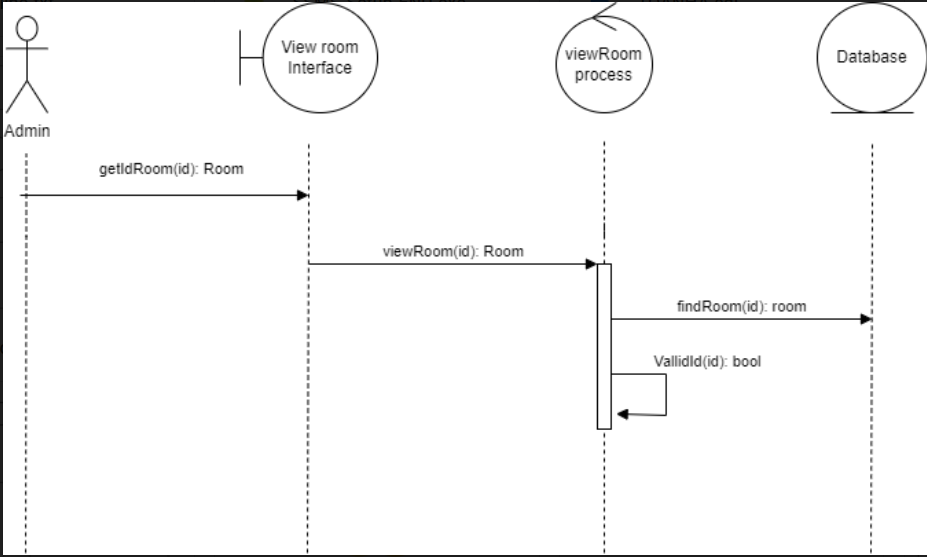 View room
Interface
viewRoom
process
Database
Admin
getIdRoom(id): Room
viewRoom(id): Room
findRoom(id): room
VallidId(id): bool